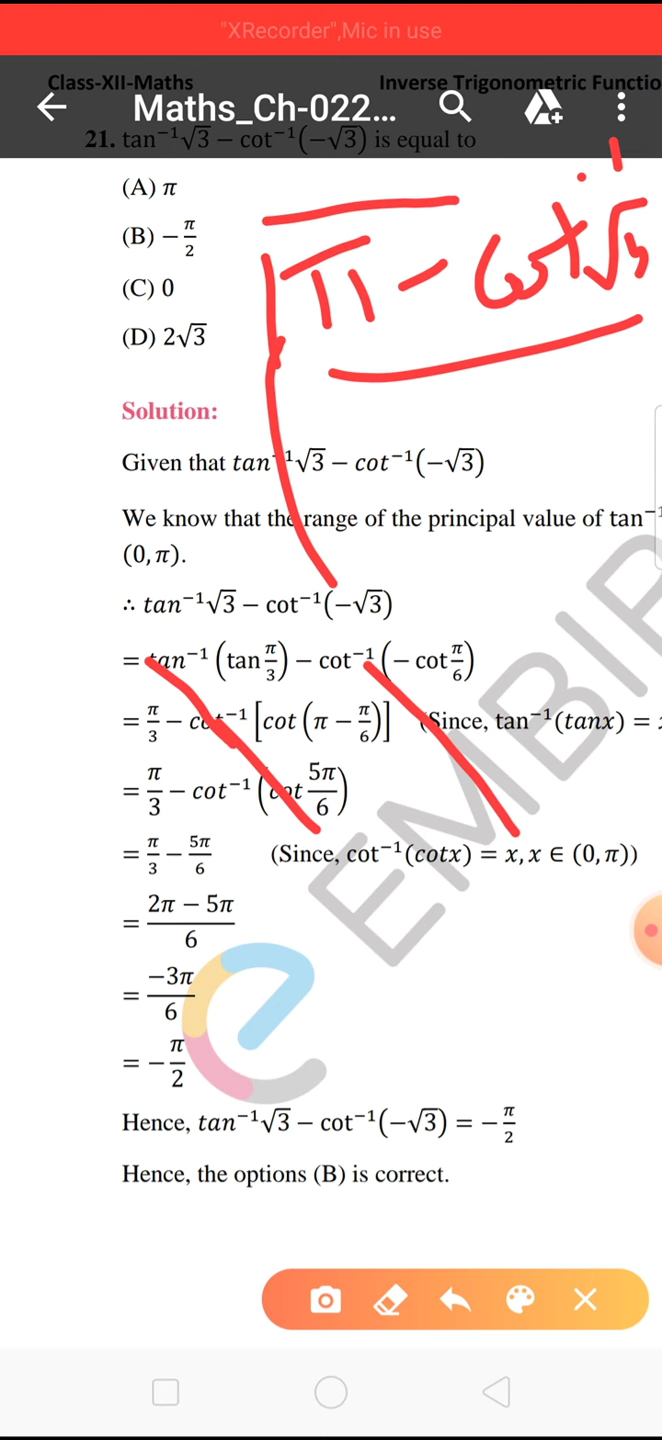 "XRecorder",Mic in use
Class-XII-Maths Inverse Trigonometric Functio
Maths_Ch-022...
21. tan⁻¹√3 − cot⁻¹(−√3) is equal to
(A) π
(B) −π/2
(C) 0
(D) 2√3
π − cot⁻¹√3
Solution:
Given that tan⁻¹√3 − cot⁻¹(−√3)
We know that the range of the principal value of tan⁻¹
(0, π).
∴ tan⁻¹√3 − cot⁻¹(−√3)
= tan⁻¹(tan π/3) − cot⁻¹(−cot π/6)
= π/3 − cot⁻¹[cot(π − π/6)] (Since, tan⁻¹(tanx) =
= π/3 − cot⁻¹(cot 5π/6)
= π/3 − 5π/6 (Since, cot⁻¹(cotx) = x, x ∈ (0, π))
= (2π − 5π)/6
= −3π/6
= −π/2
Hence, tan⁻¹√3 − cot⁻¹(−√3) = −π/2
Hence, the options (B) is correct.
EMBIB